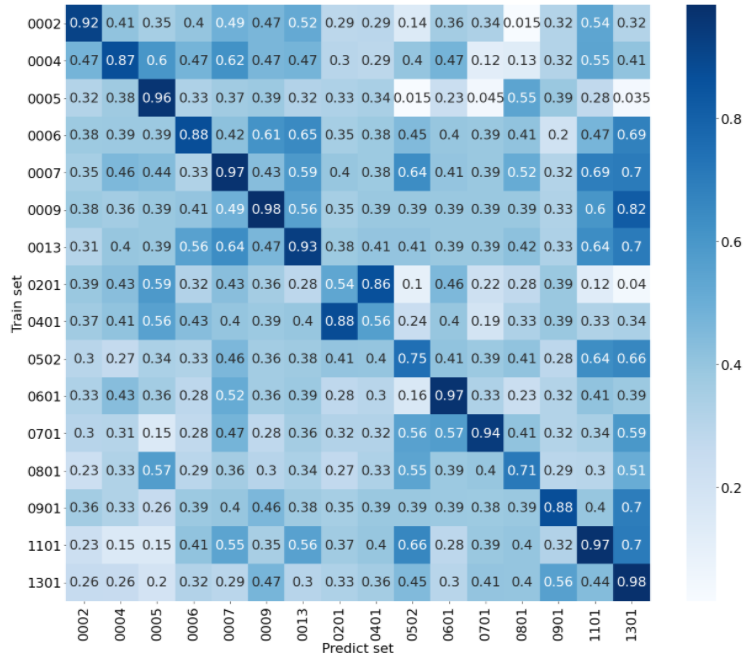 0002 0.92 0.41 0.35 0.4 0.49 0.47 0.52 0.29 0.29 0.14 0.36 0.34 0.015 0.32 0.54 0.32
0004 0.47 0.87 0.6 0.47 0.62 0.47 0.47 0.3 0.29 0.4 0.47 0.12 0.13 0.32 0.55 0.41
0005 0.32 0.38 0.96 0.33 0.37 0.39 0.32 0.33 0.34 0.015 0.23 0.045 0.55 0.39 0.28 0.035
0.8
0006 0.38 0.39 0.39 0.88 0.42 0.61 0.65 0.35 0.38 0.45 0.4 0.39 0.41 0.2 0.47 0.69
0007 0.35 0.46 0.44 0.33 0.97 0.43 0.59 0.4 0.38 0.64 0.41 0.39 0.52 0.32 0.69 0.7
0009 0.38 0.36 0.39 0.41 0.49 0.98 0.56 0.35 0.39 0.39 0.39 0.39 0.39 0.33 0.6 0.82
0.6
0013 0.31 0.4 0.39 0.56 0.64 0.47 0.93 0.38 0.41 0.41 0.39 0.39 0.42 0.33 0.64 0.7
Train set
0201 0.39 0.43 0.59 0.32 0.43 0.36 0.28 0.54 0.86 0.1 0.46 0.22 0.28 0.39 0.12 0.04
0401 0.37 0.41 0.56 0.43 0.4 0.39 0.4 0.88 0.56 0.24 0.4 0.19 0.33 0.39 0.33 0.34
0502 0.3 0.27 0.34 0.33 0.46 0.36 0.38 0.41 0.4 0.75 0.41 0.39 0.41 0.28 0.64 0.66
0.4
0601 0.33 0.43 0.36 0.28 0.52 0.36 0.39 0.28 0.3 0.16 0.97 0.33 0.23 0.32 0.41 0.39
0701 0.3 0.31 0.15 0.28 0.47 0.28 0.36 0.32 0.32 0.56 0.57 0.94 0.41 0.32 0.34 0.59
0801 0.23 0.33 0.57 0.29 0.36 0.3 0.34 0.27 0.33 0.55 0.39 0.4 0.71 0.29 0.3 0.51
0.2
0901 0.36 0.33 0.26 0.39 0.4 0.46 0.38 0.35 0.39 0.39 0.39 0.38 0.39 0.88 0.4 0.7
1101 0.23 0.15 0.15 0.41 0.55 0.35 0.56 0.37 0.4 0.66 0.28 0.39 0.4 0.32 0.97 0.7
1301 0.26 0.26 0.2 0.32 0.29 0.47 0.3 0.33 0.36 0.45 0.3 0.41 0.4 0.56 0.44 0.98
0002 0004 0005 0006 0007 0009 0013 0201 0401 0502 0601 0701 0801 0901 1101 1301
Predict set